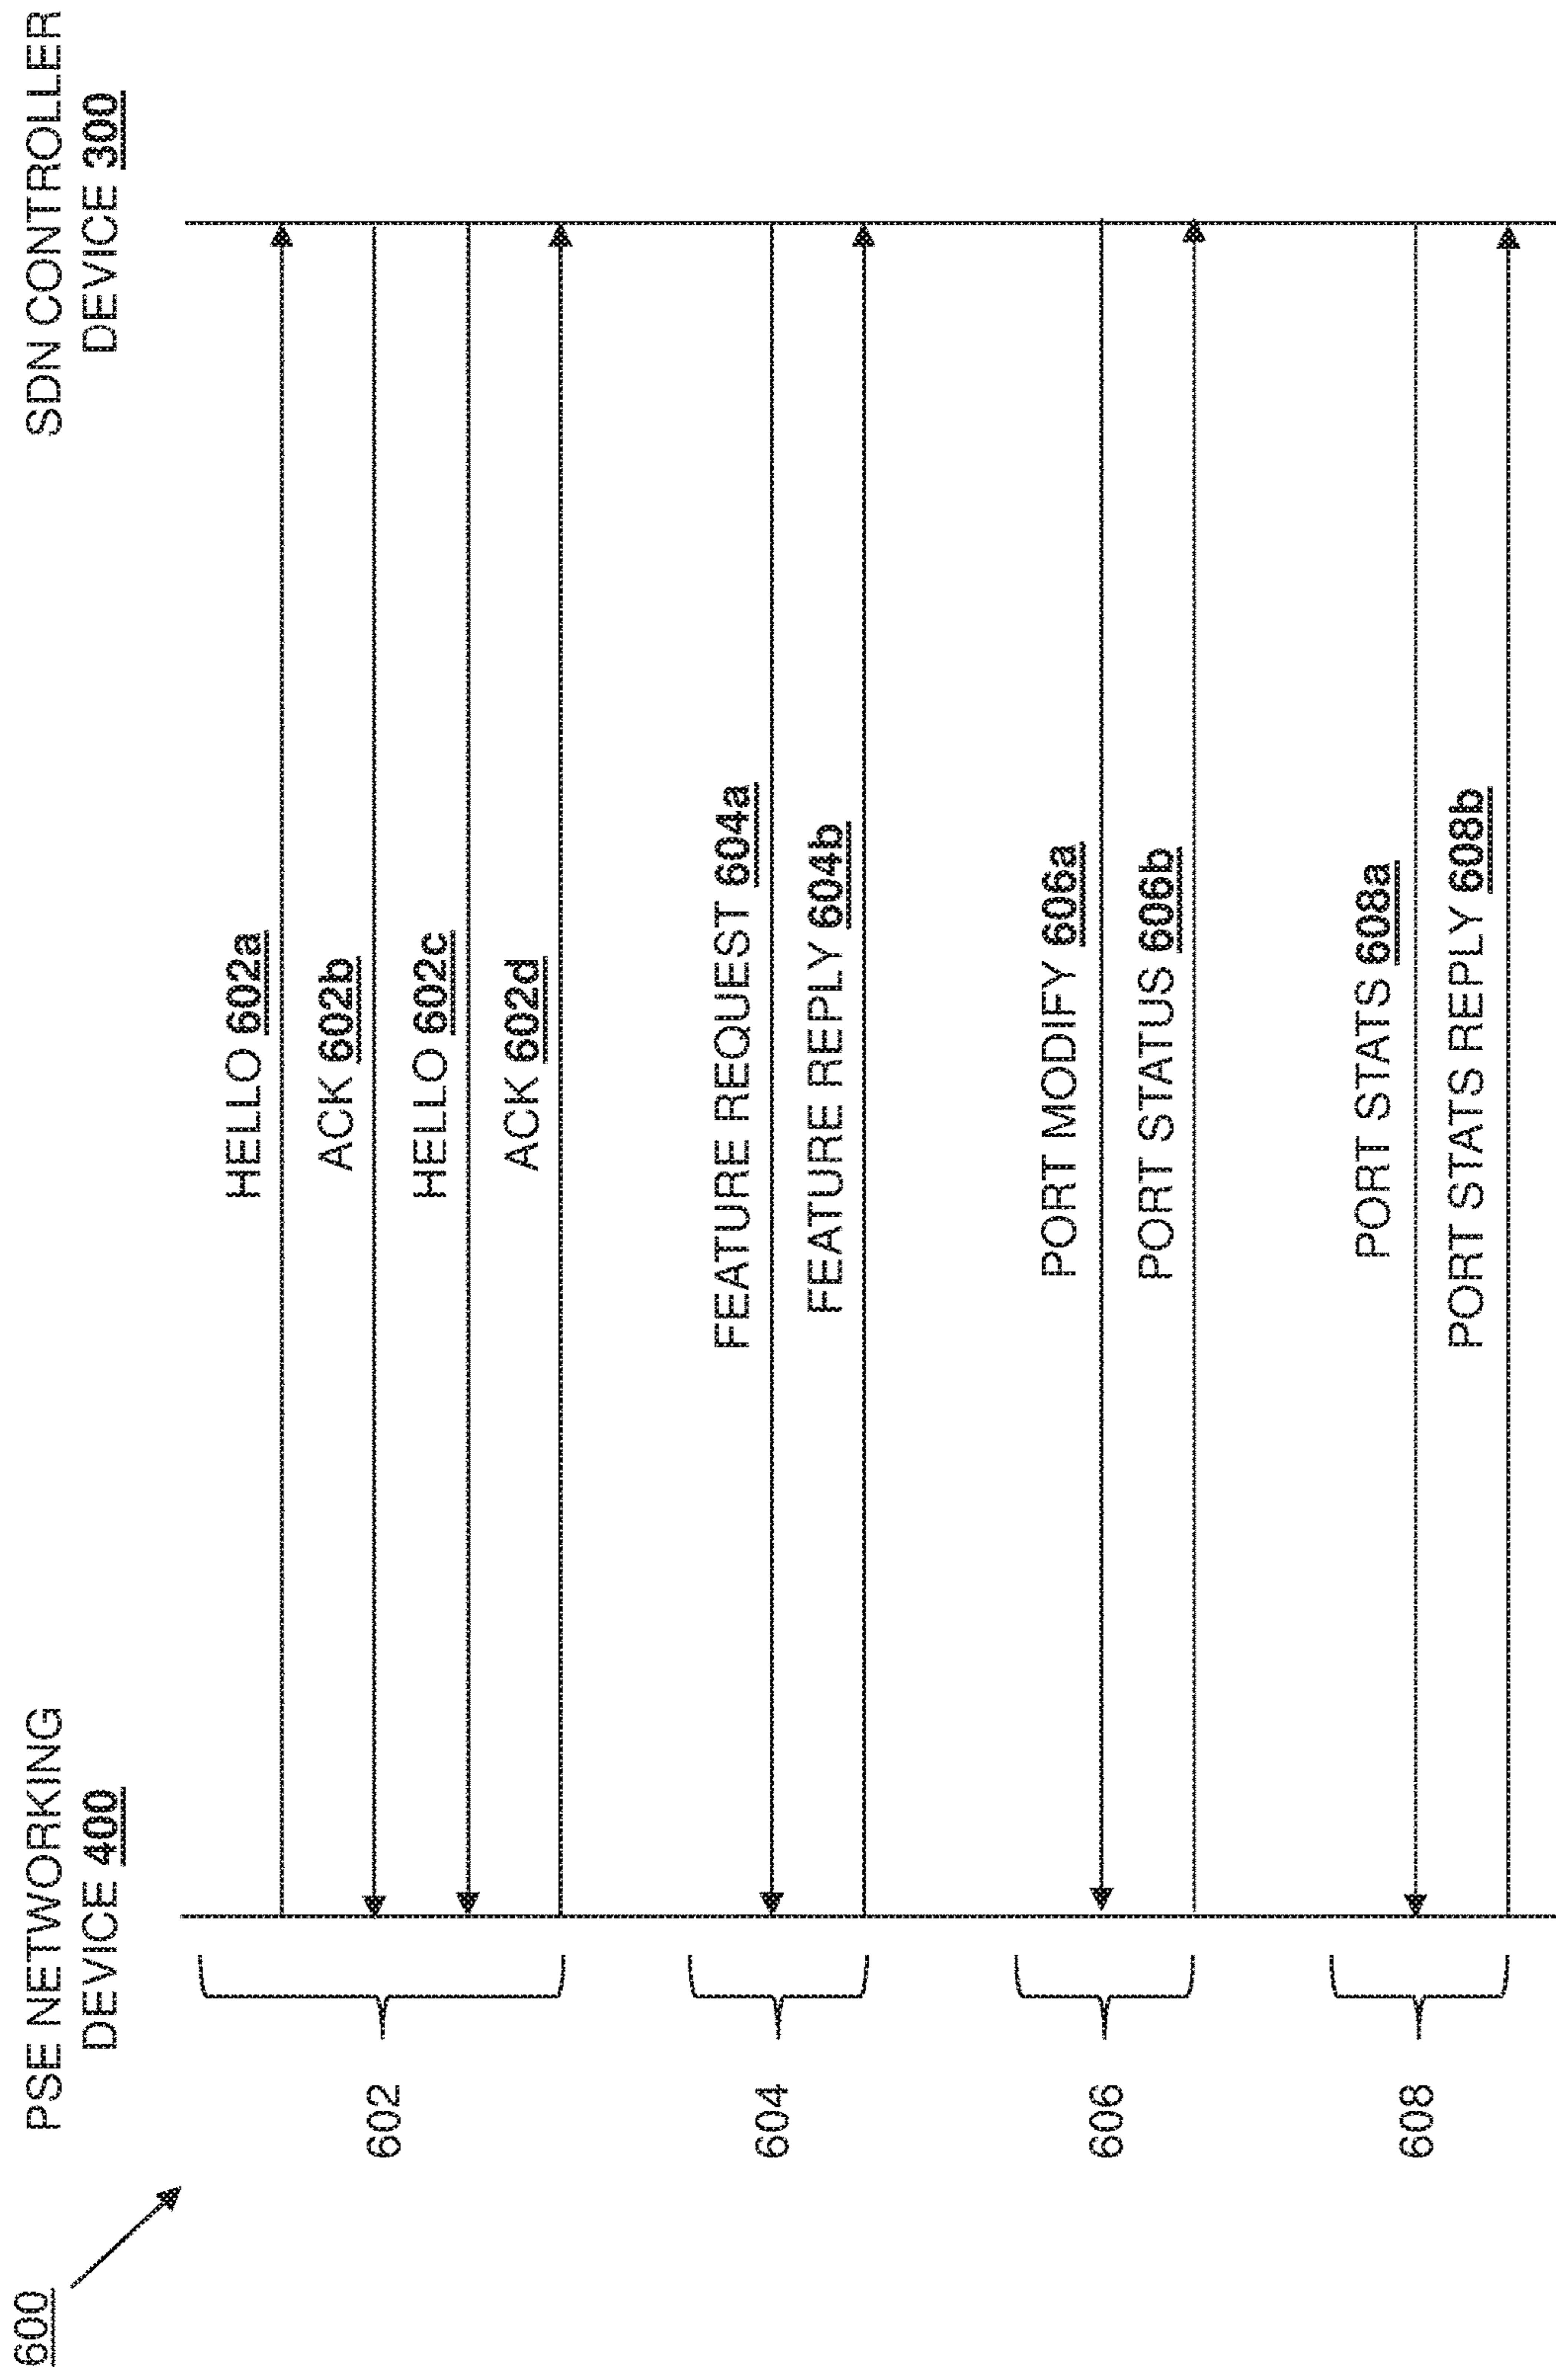 600
PSE NETWORKING
DEVICE 400
SDN CONTROLLER
DEVICE 300
602
HELLO 602a
ACK 602b
HELLO 602c
ACK 602d
604
FEATURE REQUEST 604a
FEATURE REPLY 604b
606
PORT MODIFY 606a
PORT STATUS 606b
608
PORT STATS 608a
PORT STATS REPLY 608b